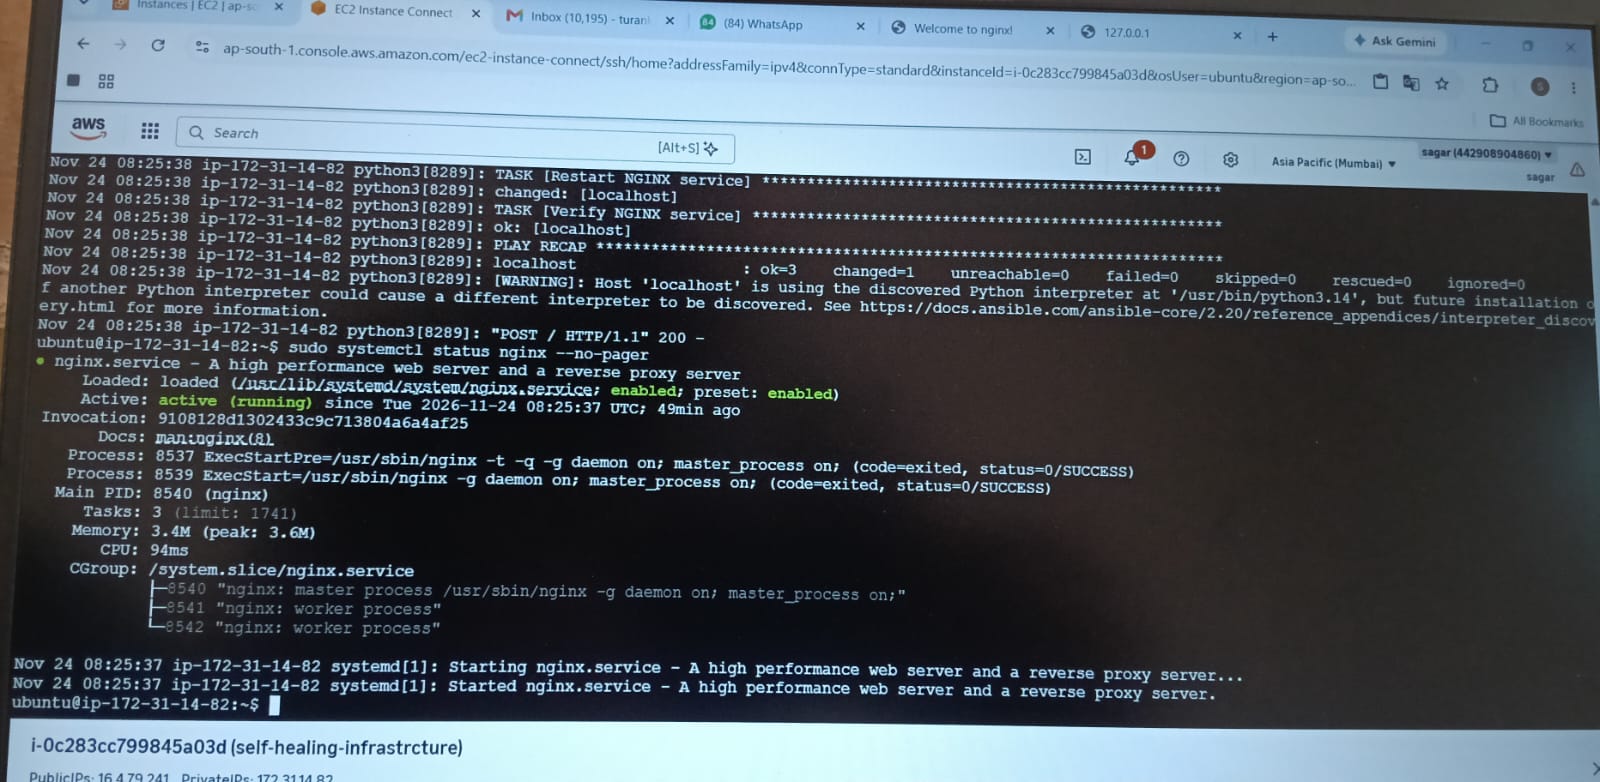 Instances | EC2 | ap-so
EC2 Instance Connect
Inbox (10,195) - turank
84
(84) WhatsApp
Welcome to nginx!
127.0.0.1
Ask Gemini
ap-south-1.console.aws.amazon.com/ec2-instance-connect/ssh/home?addressFamily=ipv4&connType=standard&instanceId=i-0c283cc799845a03d&osUser=ubuntu&region=ap-so...
All Bookmarks
aws
Search
[Alt+S]
1
Asia Pacific (Mumbai) ▼
sagar (442908904860) ▼
sagar
Nov 24 08:25:38 ip-172-31-14-82 python3[8289]: TASK [Restart NGINX service] ***************************************************
Nov 24 08:25:38 ip-172-31-14-82 python3[8289]: changed: [localhost]
Nov 24 08:25:38 ip-172-31-14-82 python3[8289]: TASK [Verify NGINX service] ****************************************************
Nov 24 08:25:38 ip-172-31-14-82 python3[8289]: ok: [localhost]
Nov 24 08:25:38 ip-172-31-14-82 python3[8289]: PLAY RECAP *********************************************************************
Nov 24 08:25:38 ip-172-31-14-82 python3[8289]: localhost : ok=3 changed=1 unreachable=0 failed=0 skipped=0 rescued=0 ignored=0
Nov 24 08:25:38 ip-172-31-14-82 python3[8289]: [WARNING]: Host 'localhost' is using the discovered Python interpreter at '/usr/bin/python3.14', but future installation o
f another Python interpreter could cause a different interpreter to be discovered. See https://docs.ansible.com/ansible-core/2.20/reference_appendices/interpreter_discov
ery.html for more information.
Nov 24 08:25:38 ip-172-31-14-82 python3[8289]: "POST / HTTP/1.1" 200 -
ubuntu@ip-172-31-14-82:~$ sudo systemctl status nginx --no-pager
● nginx.service - A high performance web server and a reverse proxy server
Loaded: loaded (/usr/lib/systemd/system/nginx.service; enabled; preset: enabled)
Active: active (running) since Tue 2026-11-24 08:25:37 UTC; 49min ago
Invocation: 9108128d1302433c9c713804a6a4af25
Docs: man:nginx(8)
Process: 8537 ExecStartPre=/usr/sbin/nginx -t -q -g daemon on; master_process on; (code=exited, status=0/SUCCESS)
Process: 8539 ExecStart=/usr/sbin/nginx -g daemon on; master_process on; (code=exited, status=0/SUCCESS)
Main PID: 8540 (nginx)
Tasks: 3 (limit: 1741)
Memory: 3.4M (peak: 3.6M)
CPU: 94ms
CGroup: /system.slice/nginx.service
├─8540 "nginx: master process /usr/sbin/nginx -g daemon on; master_process on;"
├─8541 "nginx: worker process"
└─8542 "nginx: worker process"
Nov 24 08:25:37 ip-172-31-14-82 systemd[1]: Starting nginx.service - A high performance web server and a reverse proxy server...
Nov 24 08:25:37 ip-172-31-14-82 systemd[1]: Started nginx.service - A high performance web server and a reverse proxy server.
ubuntu@ip-172-31-14-82:~$
i-0c283cc799845a03d (self-healing-infrastrcture)
PublicIPs: 16.4.79.241 PrivateIPs: 172.31.14.82